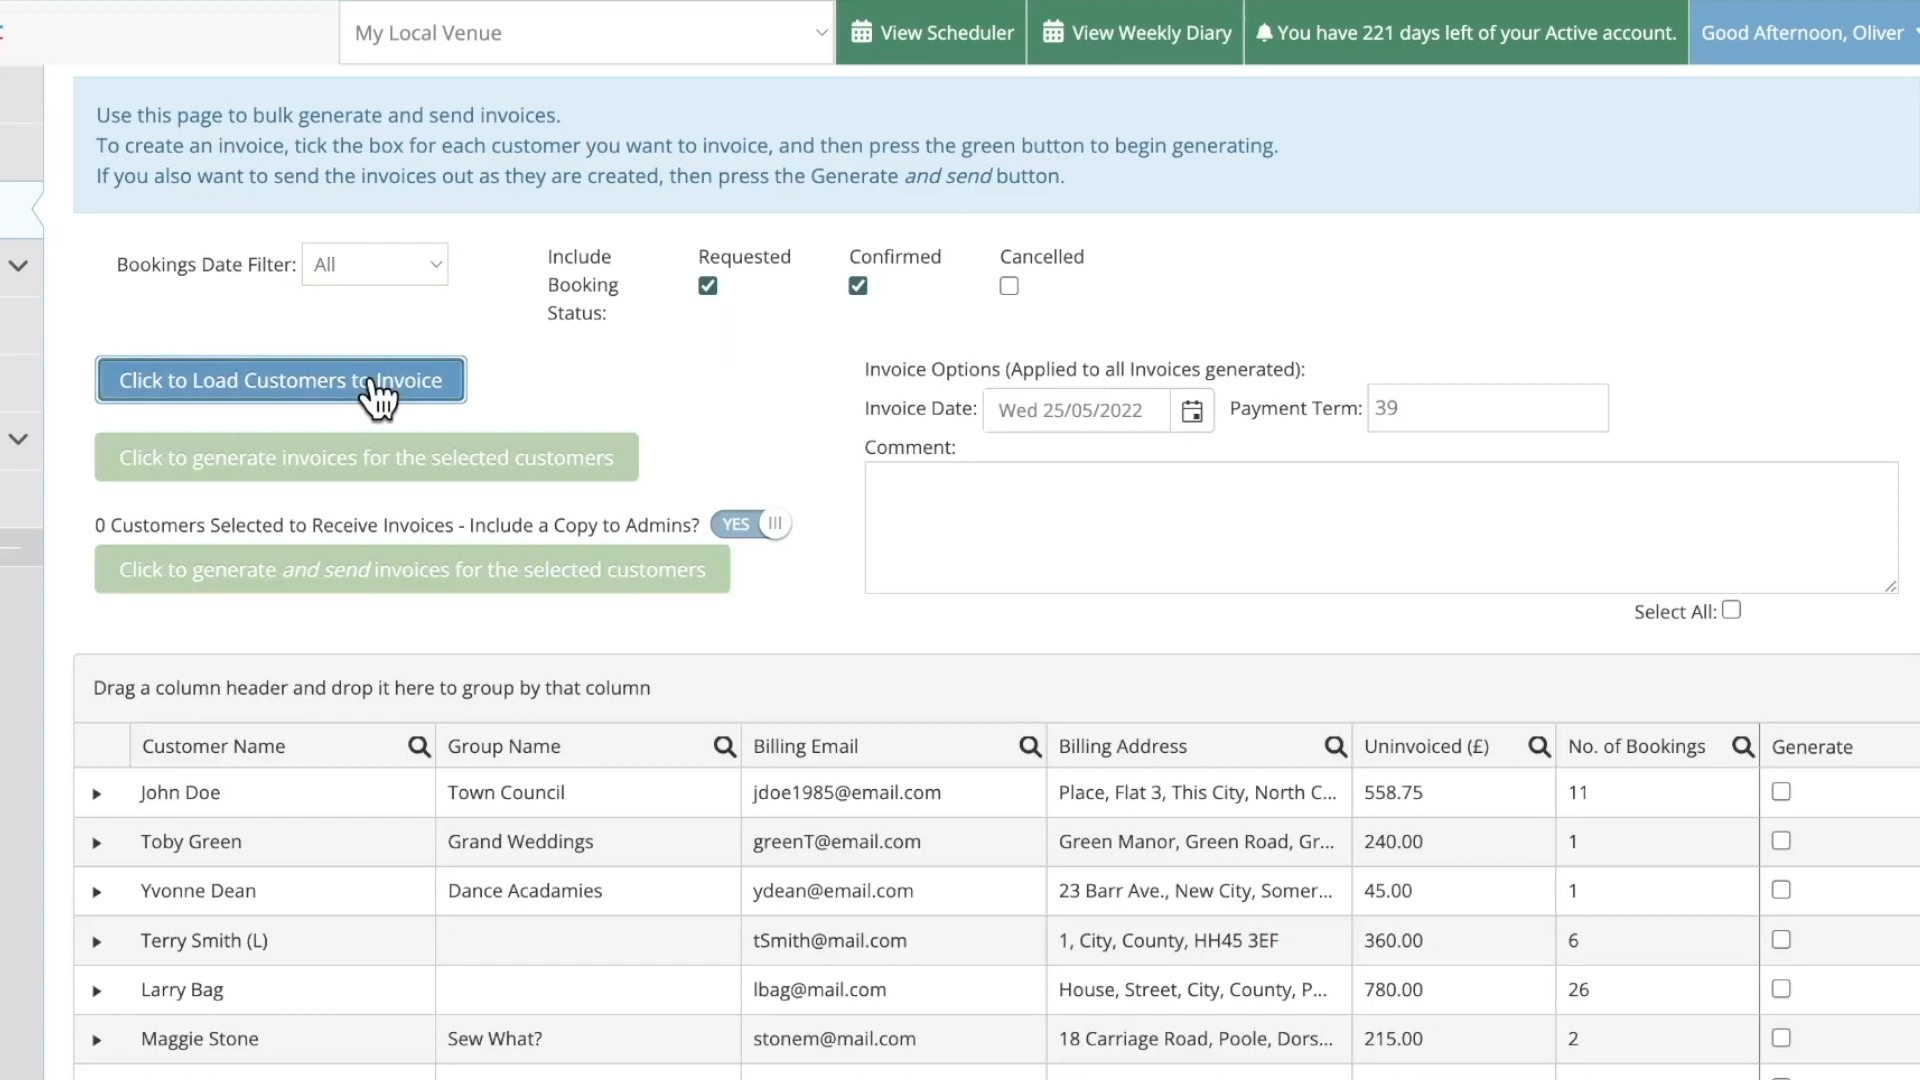 My Local Venue
View Scheduler
View Weekly Diary
You have 221 days left of your Active account.
Good Afternoon, Oliver
Use this page to bulk generate and send invoices.
To create an invoice, tick the box for each customer you want to invoice, and then press the green button to begin generating.
If you also want to send the invoices out as they are created, then press the Generate and send button.
Bookings Date Filter: All
Include Booking Status:
Requested
Confirmed
Cancelled
Click to Load Customers to Invoice
Click to generate invoices for the selected customers
0 Customers Selected to Receive Invoices - Include a Copy to Admins? YES
Click to generate and send invoices for the selected customers
Invoice Options (Applied to all Invoices generated):
Invoice Date: Wed 25/05/2022 Payment Term: 39
Comment:
Select All:
Drag a column header and drop it here to group by that column
Customer Name Group Name Billing Email Billing Address Uninvoiced (£) No. of Bookings Generate
John Doe Town Council jdoe1985@email.com Place, Flat 3, This City, North C... 558.75 11
Toby Green Grand Weddings greenT@email.com Green Manor, Green Road, Gr... 240.00 1
Yvonne Dean Dance Acadamies ydean@email.com 23 Barr Ave., New City, Somer... 45.00 1
Terry Smith (L) tSmith@mail.com 1, City, County, HH45 3EF 360.00 6
Larry Bag lbag@mail.com House, Street, City, County, P... 780.00 26
Maggie Stone Sew What? stonem@mail.com 18 Carriage Road, Poole, Dors... 215.00 2